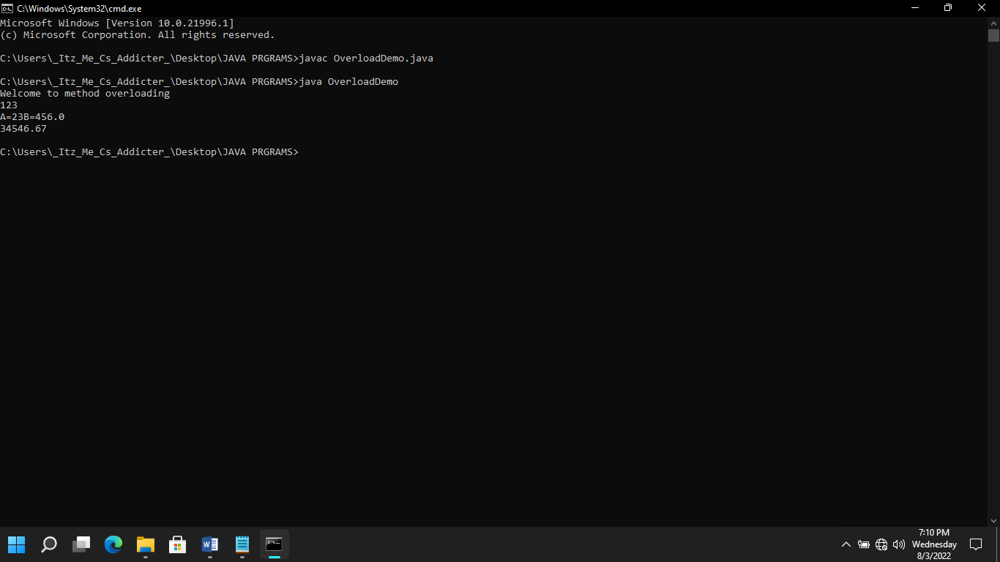 C:\Windows\System32\cmd.exe
Microsoft Windows [Version 10.0.21996.1]
(c) Microsoft Corporation. All rights reserved.
C:\Users\_Itz_Me_Cs_Addicter_\Desktop\JAVA PRGRAMS>javac OverloadDemo.java
C:\Users\_Itz_Me_Cs_Addicter_\Desktop\JAVA PRGRAMS>java OverloadDemo
Welcome to method overloading
123
A=23B=456.0
34546.67
C:\Users\_Itz_Me_Cs_Addicter_\Desktop\JAVA PRGRAMS>
7:10 PM
Wednesday
8/3/2022